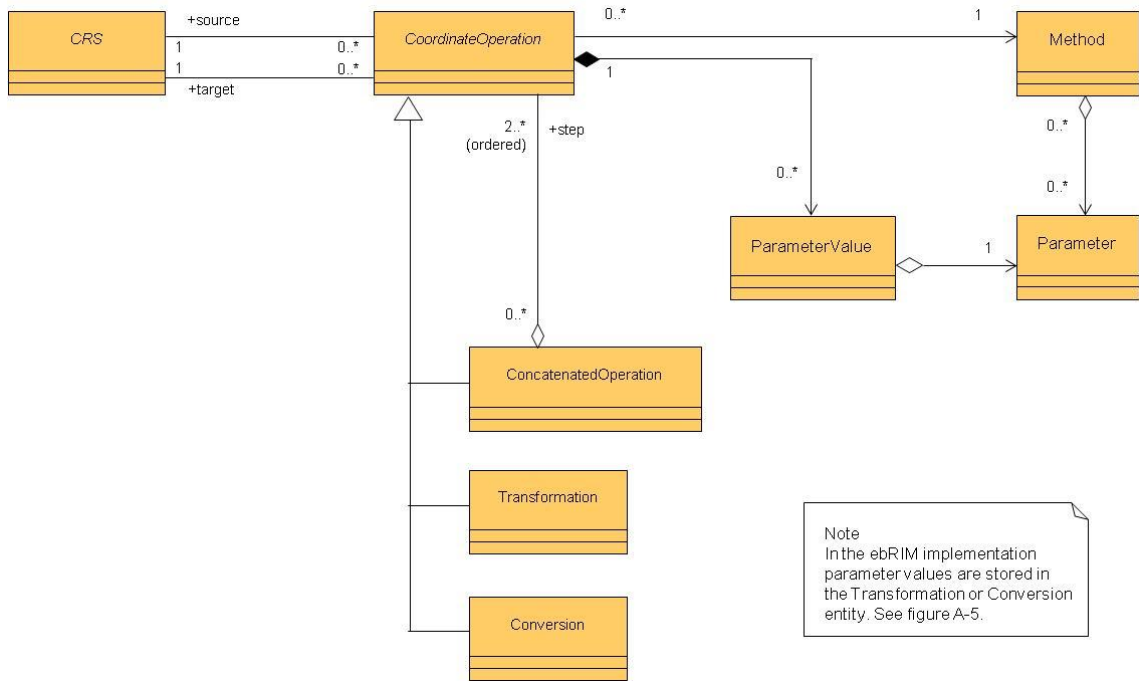 +source
0..*
1
CRS
CoordinateOperation
Method
1
0..*
1
0..*
+target
1
2..*
(ordered)
+step
0..*
0..*
0..*
ParameterValue
1
Parameter
0..*
ConcatenatedOperation
Transformation
Note
In the ebRIM implementation
parameter values are stored in
the Transformation or Conversion
entity. See figure A-5.
Conversion